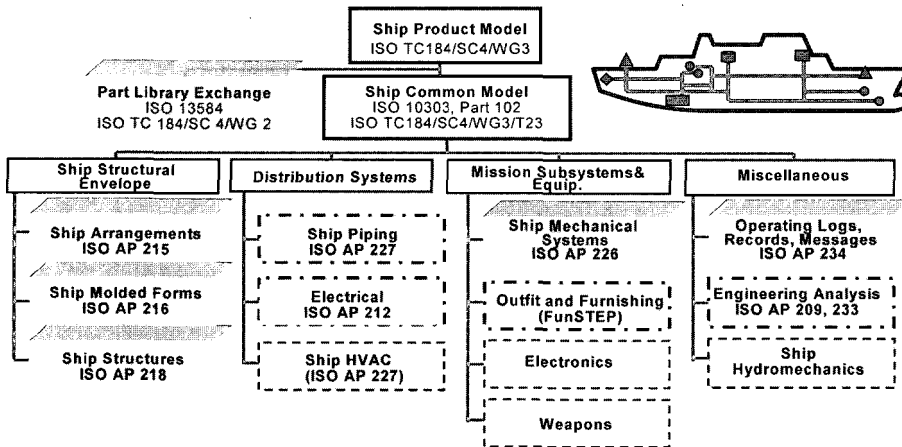 Ship Product Model
ISO TC184/SC4/WG3
Part Library Exchange
ISO 13584
ISO TC 184/SC 4/WG 2
Ship Common Model
ISO 10303, Part 102
ISO TC184/SC4/WG3/T23
Ship Structural
Envelope
Distribution Systems
Mission Subsystems&
Equip.
Miscellaneous
Ship Arrangements
ISO AP 215
Ship Molded Forms
ISO AP 216
Ship Structures
ISO AP 218
Ship Piping
ISO AP 227
Electrical
ISO AP 212
Ship HVAC
(ISO AP 227)
Ship Mechanical
Systems
ISO AP 226
Outfit and Furnishing
(FunSTEP)
Electronics
Weapons
Operating Logs,
Records, Messages
ISO AP 234
Engineering Analysis
ISO AP 209, 233
Ship
Hydromechanics